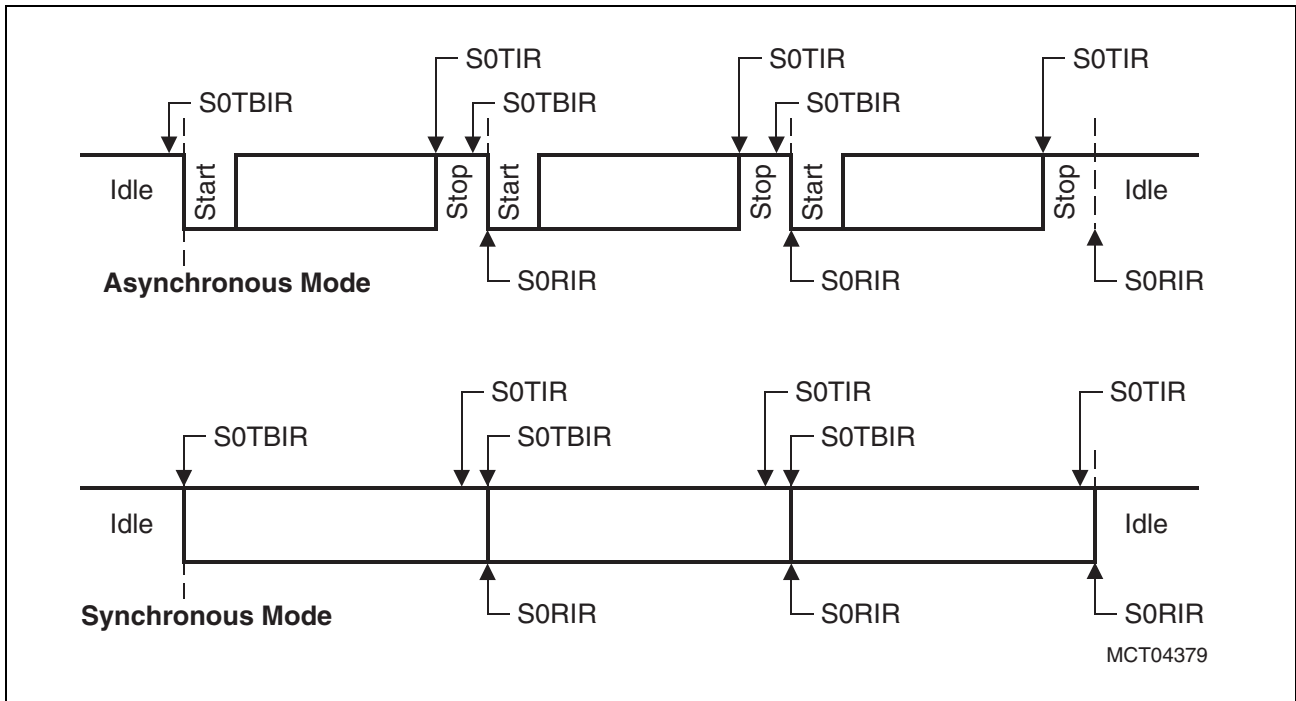 S0TIR S0TIR S0TIR
S0TBIR S0TBIR S0TBIR
Idle Start Stop Start Stop Start Stop Idle
Asynchronous Mode S0RIR S0RIR S0RIR
S0TIR S0TIR S0TIR
S0TBIR S0TBIR S0TBIR
Idle Idle
Synchronous Mode S0RIR S0RIR S0RIR
MCT04379